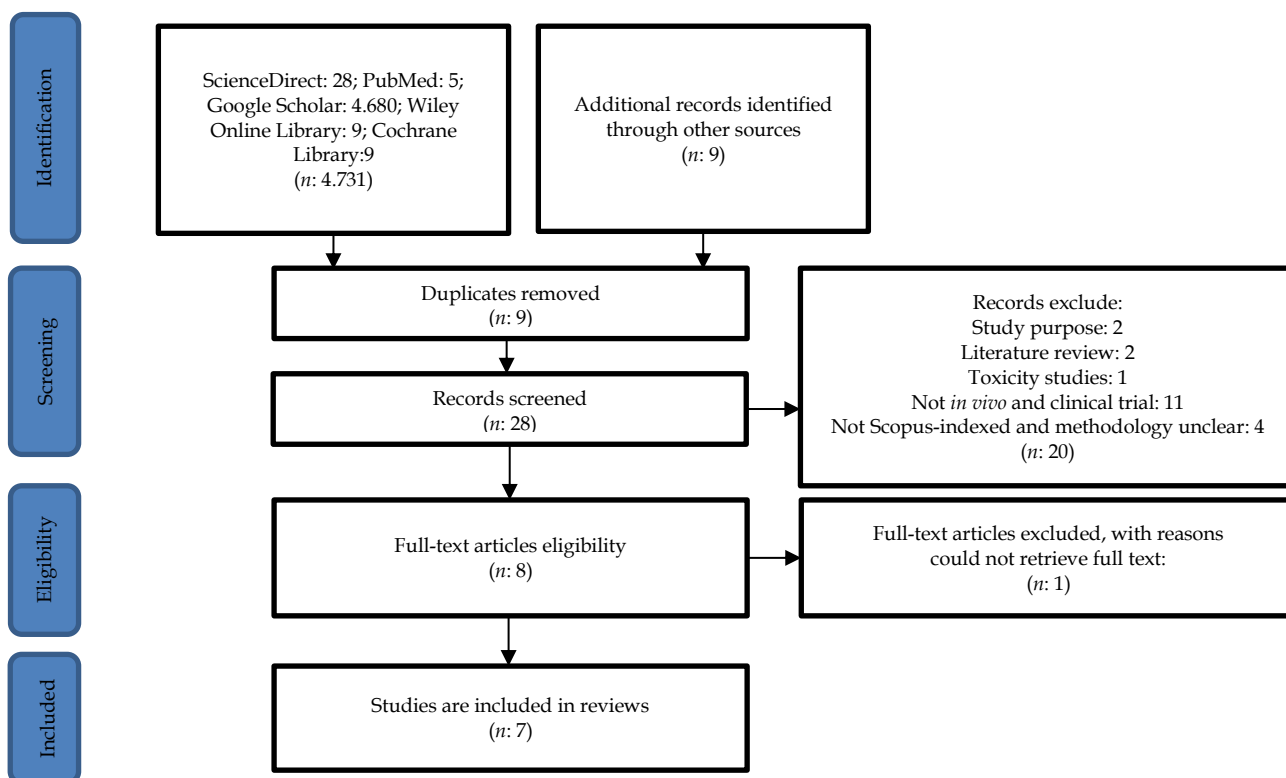 Identification
ScienceDirect: 28; PubMed: 5;
Google Scholar: 4.680; Wiley
Online Library: 9; Cochrane
Library:9
(n: 4.731)
Additional records identified
through other sources
(n: 9)
Screening
Duplicates removed
(n: 9)
Records screened
(n: 28)
Records exclude:
Study purpose: 2
Literature review: 2
Toxicity studies: 1
Not in vivo and clinical trial: 11
Not Scopus-indexed and methodology unclear: 4
(n: 20)
Eligibility
Full-text articles eligibility
(n: 8)
Full-text articles excluded, with reasons
could not retrieve full text:
(n: 1)
Included
Studies are included in reviews
(n: 7)